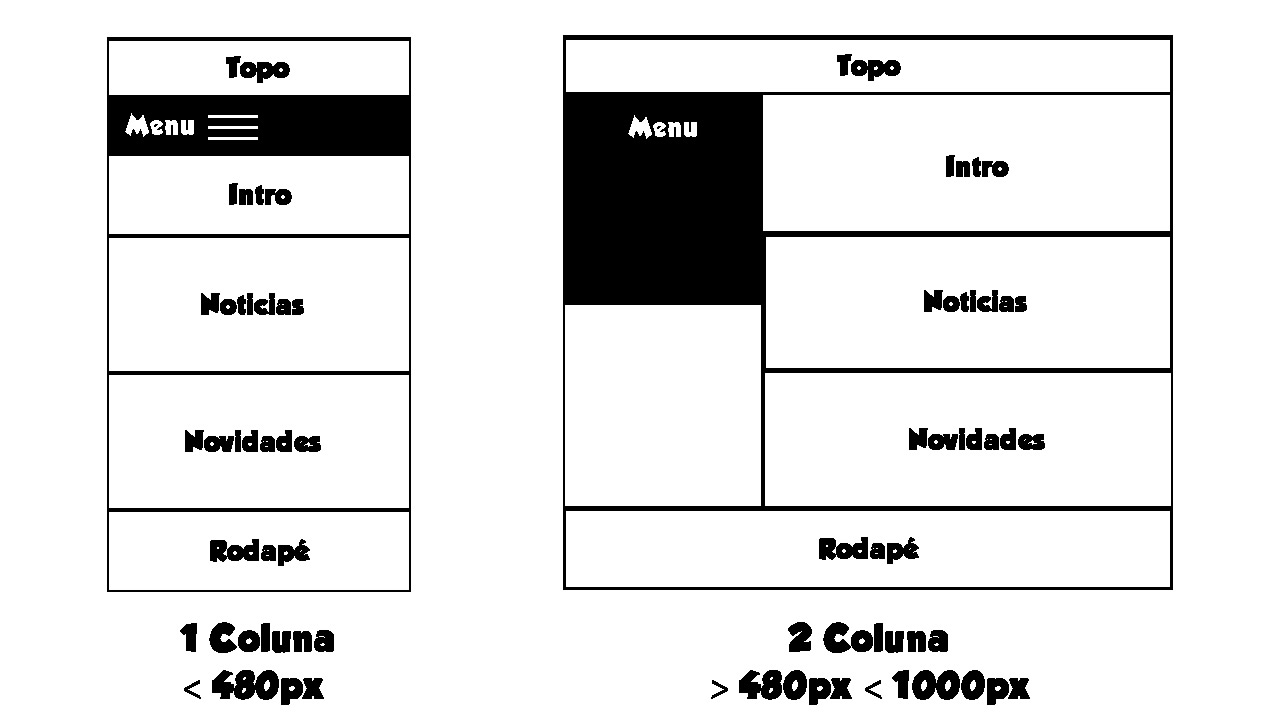 Topo
Menu
Intro
Noticias
Novidades
Rodapé
1 Coluna
< 480px
Topo
Menu
Intro
Noticias
Novidades
Rodapé
2 Coluna
> 480px < 1000px